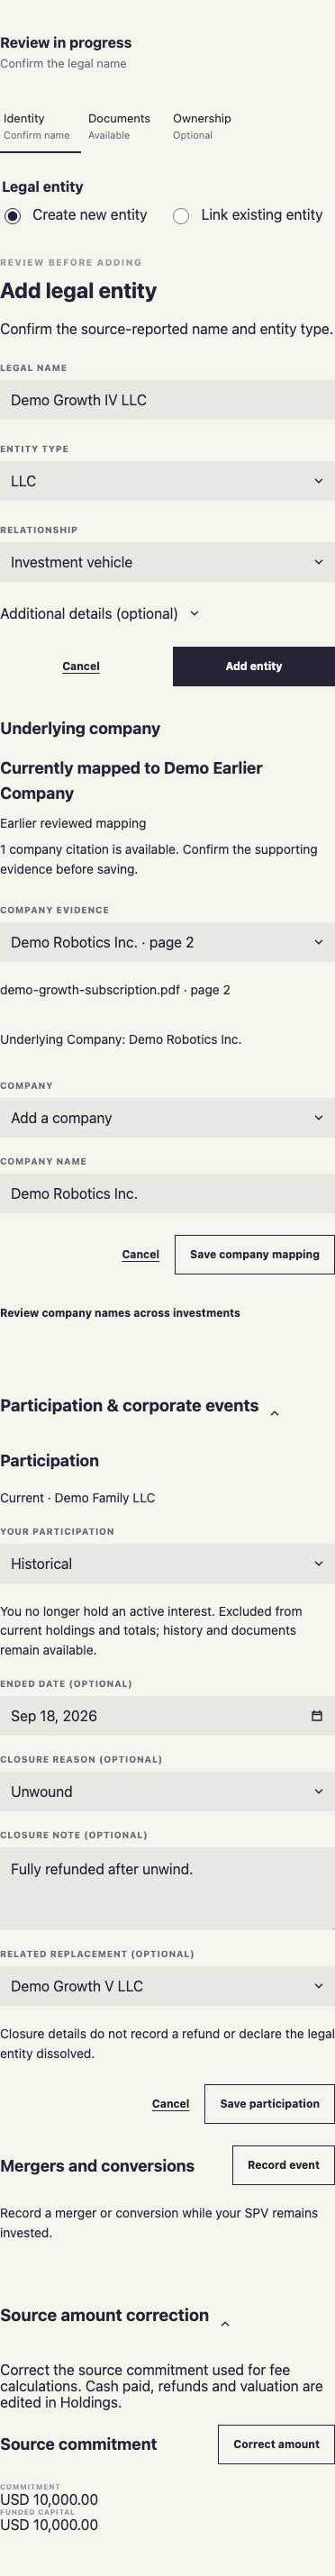 Review in progress
Confirm the legal name
Identity Documents Ownership
Confirm name Available Optional
Legal entity
Create new entity Link existing entity
REVIEW BEFORE ADDING
Add legal entity
Confirm the source-reported name and entity type.
LEGAL NAME
Demo Growth IV LLC
ENTITY TYPE
LLC
RELATIONSHIP
Investment vehicle
Additional details (optional)
Cancel Add entity
Underlying company
Currently mapped to Demo Earlier
Company
Earlier reviewed mapping
1 company citation is available. Confirm the supporting
evidence before saving.
COMPANY EVIDENCE
Demo Robotics Inc. · page 2
demo-growth-subscription.pdf · page 2
Underlying Company: Demo Robotics Inc.
COMPANY
Add a company
COMPANY NAME
Demo Robotics Inc.
Cancel Save company mapping
Review company names across investments
Participation & corporate events
Participation
Current · Demo Family LLC
YOUR PARTICIPATION
Historical
You no longer hold an active interest. Excluded from
current holdings and totals; history and documents
remain available.
ENDED DATE (OPTIONAL)
Sep 18, 2026
CLOSURE REASON (OPTIONAL)
Unwound
CLOSURE NOTE (OPTIONAL)
Fully refunded after unwind.
RELATED REPLACEMENT (OPTIONAL)
Demo Growth V LLC
Closure details do not record a refund or declare the legal
entity dissolved.
Cancel Save participation
Mergers and conversions Record event
Record a merger or conversion while your SPV remains
invested.
Source amount correction
Correct the source commitment used for fee
calculations. Cash paid, refunds and valuation are
edited in Holdings.
Source commitment Correct amount
COMMITMENT
USD 10,000.00
FUNDED CAPITAL
USD 10,000.00